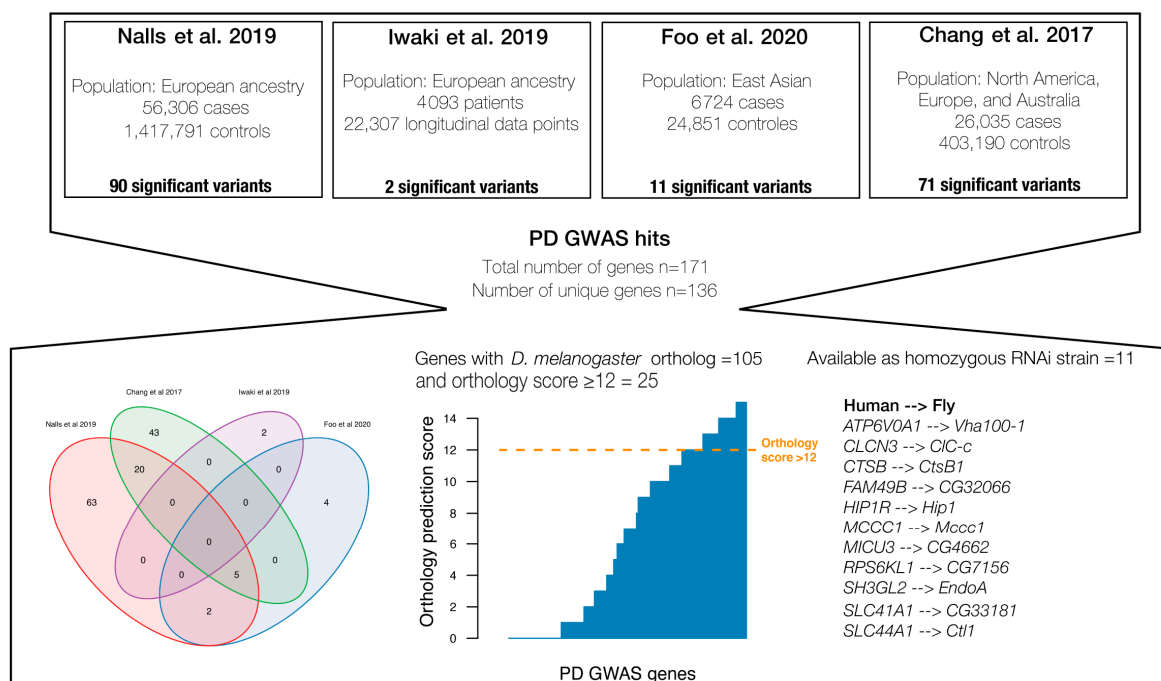 Nalls et al. 2019
Population: European ancestry
56,306 cases
1,417,791 controls
90 significant variants
Iwaki et al. 2019
Population: European ancestry
4093 patients
22,307 longitudinal data points
2 significant variants
Foo et al. 2020
Population: East Asian
6724 cases
24,851 controles
11 significant variants
Chang et al. 2017
Population: North America,
Europe, and Australia
26,035 cases
403,190 controls
71 significant variants
PD GWAS hits
Total number of genes n=171
Number of unique genes n=136
Nalls et al 2019
Chang et al 2017
Iwaki et al 2019
Foo et al 2020
43
2
20
0
0
63
0
0
4
0
0
0
5
0
2
Genes with D. melanogaster ortholog =105
and orthology score ≥12 = 25
Orthology prediction score
14
12
10
8
6
4
2
0
Orthology
score >12
PD GWAS genes
Available as homozygous RNAi strain =11
Human --> Fly
ATP6V0A1 --> Vha100-1
CLCN3 --> ClC-c
CTSB --> CtsB1
FAM49B --> CG32066
HIP1R --> Hip1
MCCC1 --> Mccc1
MICU3 --> CG4662
RPS6KL1 --> CG7156
SH3GL2 --> EndoA
SLC41A1 --> CG33181
SLC44A1 --> Ctl1